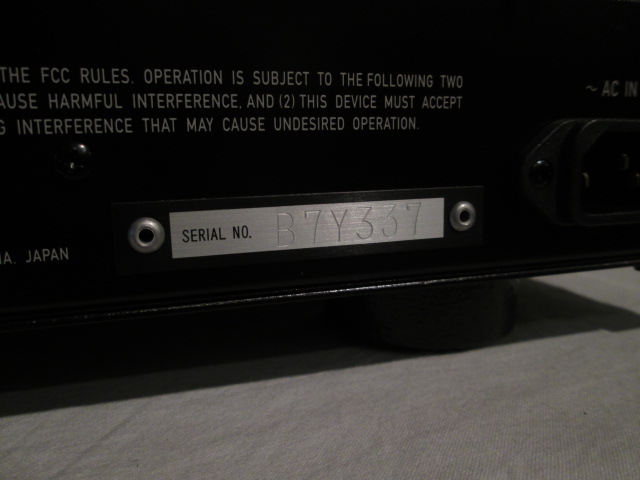 THE FCC RULES. OPERATION IS SUBJECT TO THE FOLLOWING TWO
HARMFUL INTERFERENCE, AND (2) THIS DEVICE MUST ACCEPT
INTERFERENCE THAT MAY CAUSE UNDESIRED OPERATION.
~ AC IN
SERIAL NO. B7Y337
JAPAN